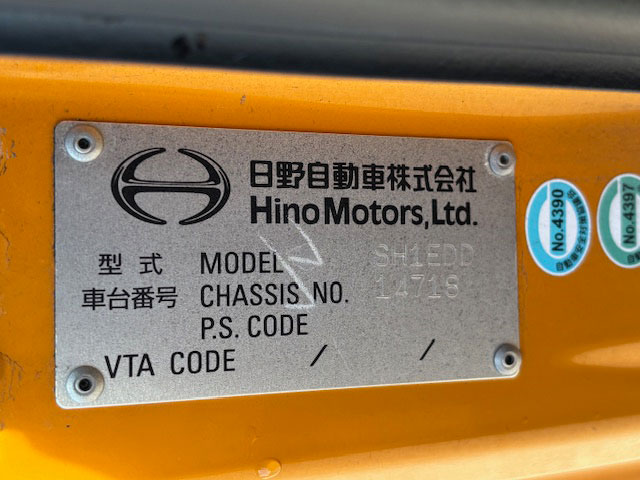 日野自動車株式会社
Hino Motors, Ltd.
型式 MODEL SH1EDD
車台番号 CHASSIS NO. 14718
P.S. CODE
VTA CODE / /
No.4390
No.4397